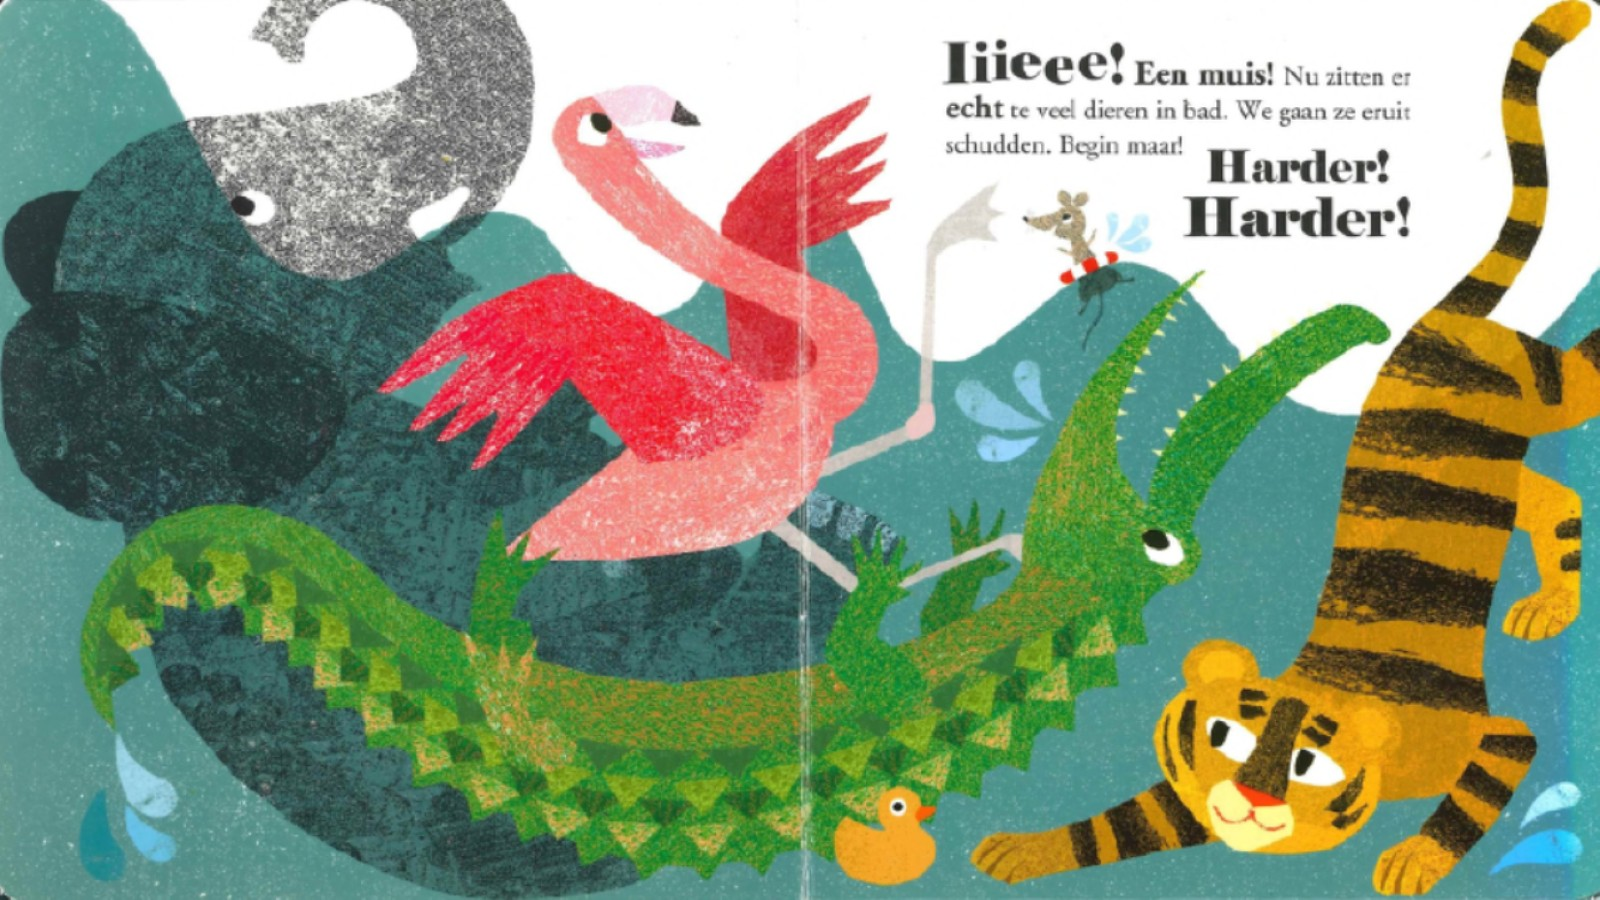 Iiieee! Een muis! Nu zitten er
echt te veel dieren in bad. We gaan ze eruit
schudden. Begin maar!
Harder!
Harder!